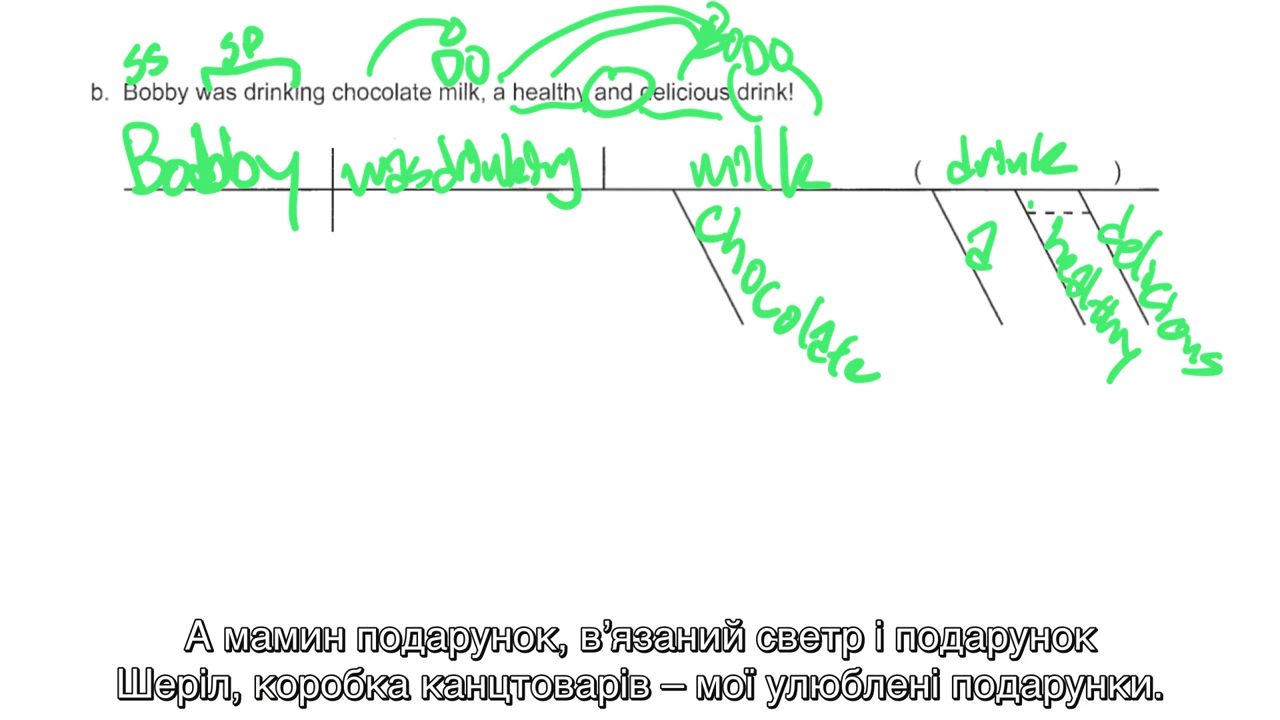 SS SP DO DO
b. Bobby was drinking chocolate milk, a healthy and delicious drink!
Bobby was drinking milk ( drink )
chocolate a healthy delicious
А мамин подарунок, в’язаний светр і подарунок
Шеріл, коробка канцтоварів – мої улюблені подарунки.